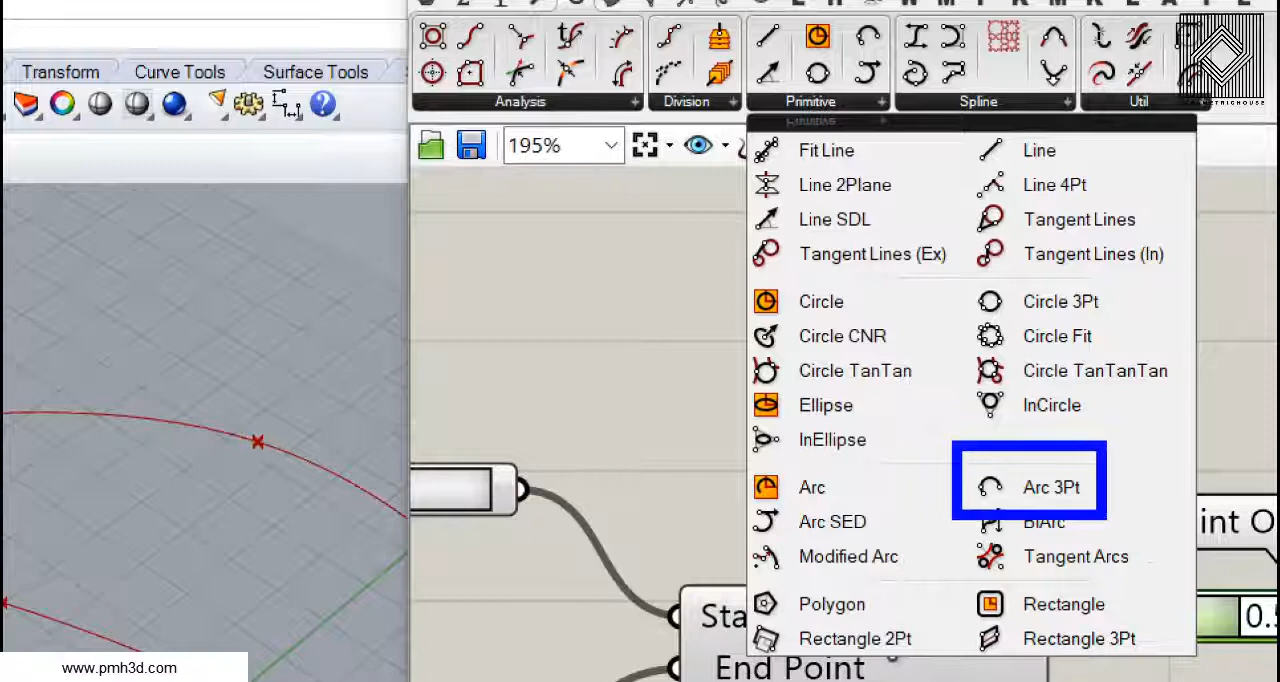 Transform Curve Tools Surface Tools
Analysis Division Primitive Spline Util
195%
Fit Line Line
Line 2Plane Line 4Pt
Line SDL Tangent Lines
Tangent Lines (Ex) Tangent Lines (In)
Circle Circle 3Pt
Circle CNR Circle Fit
Circle TanTan Circle TanTanTan
Ellipse InCircle
InEllipse
Arc Arc 3Pt
Arc SED BiArc
Modified Arc Tangent Arcs
Polygon Rectangle
Rectangle 2Pt Rectangle 3Pt
int O
0.5
Sta
End Point
www.pmh3d.com